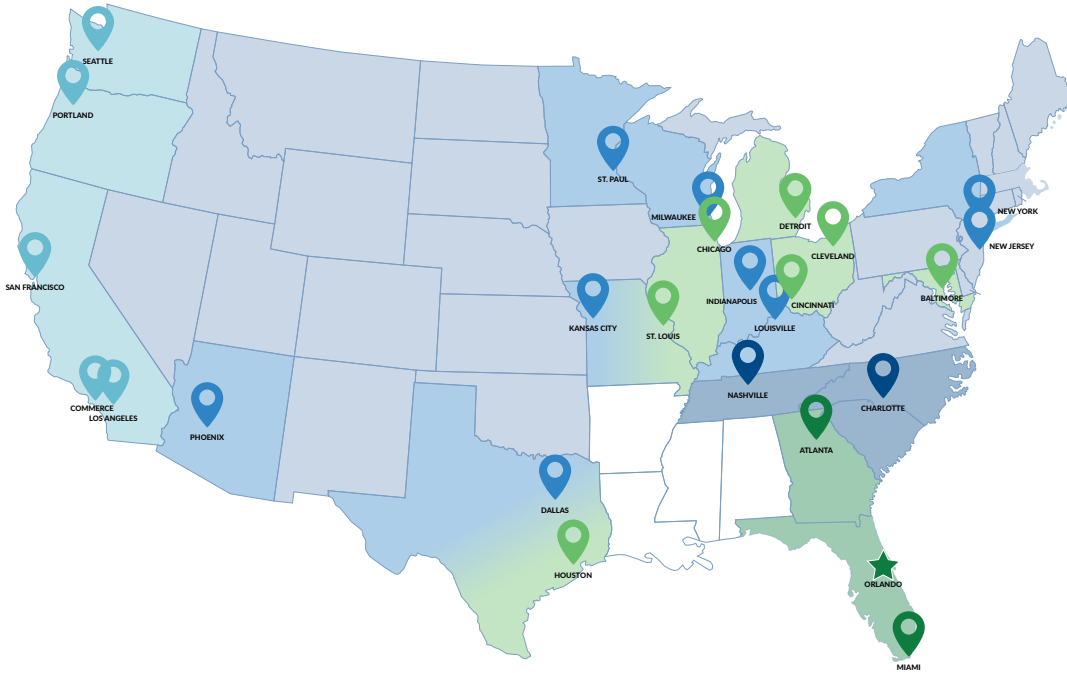 SEATTLE
PORTLAND
ST. PAUL
MILWAUKEE
NEW YORK
DETROIT
NEW JERSEY
CHICAGO
CLEVELAND
SAN FRANCISCO
BALTIMORE
INDIANAPOLIS
CINCINNATI
KANSAS CITY
LOUISVILLE
ST. LOUIS
NASHVILLE
COMMERCE
CHARLOTTE
LOS ANGELES
PHOENIX
ATLANTA
DALLAS
HOUSTON
ORLANDO
MIAMI